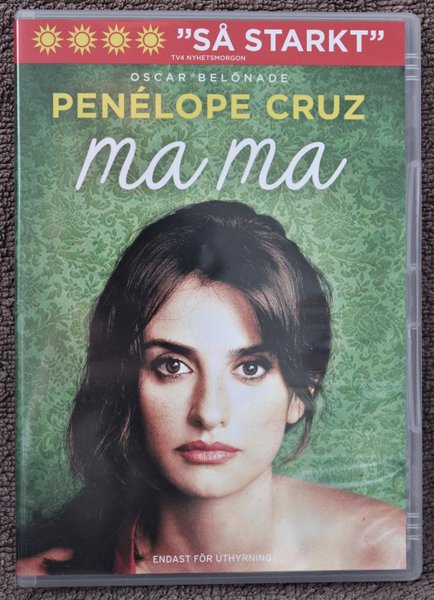 "SÅ STARKT"
TV4 NYHETSMORGON
OSCAR BELÖNADE
PENÉLOPE CRUZ
ma ma
ENDAST FÖR UTHYRNING